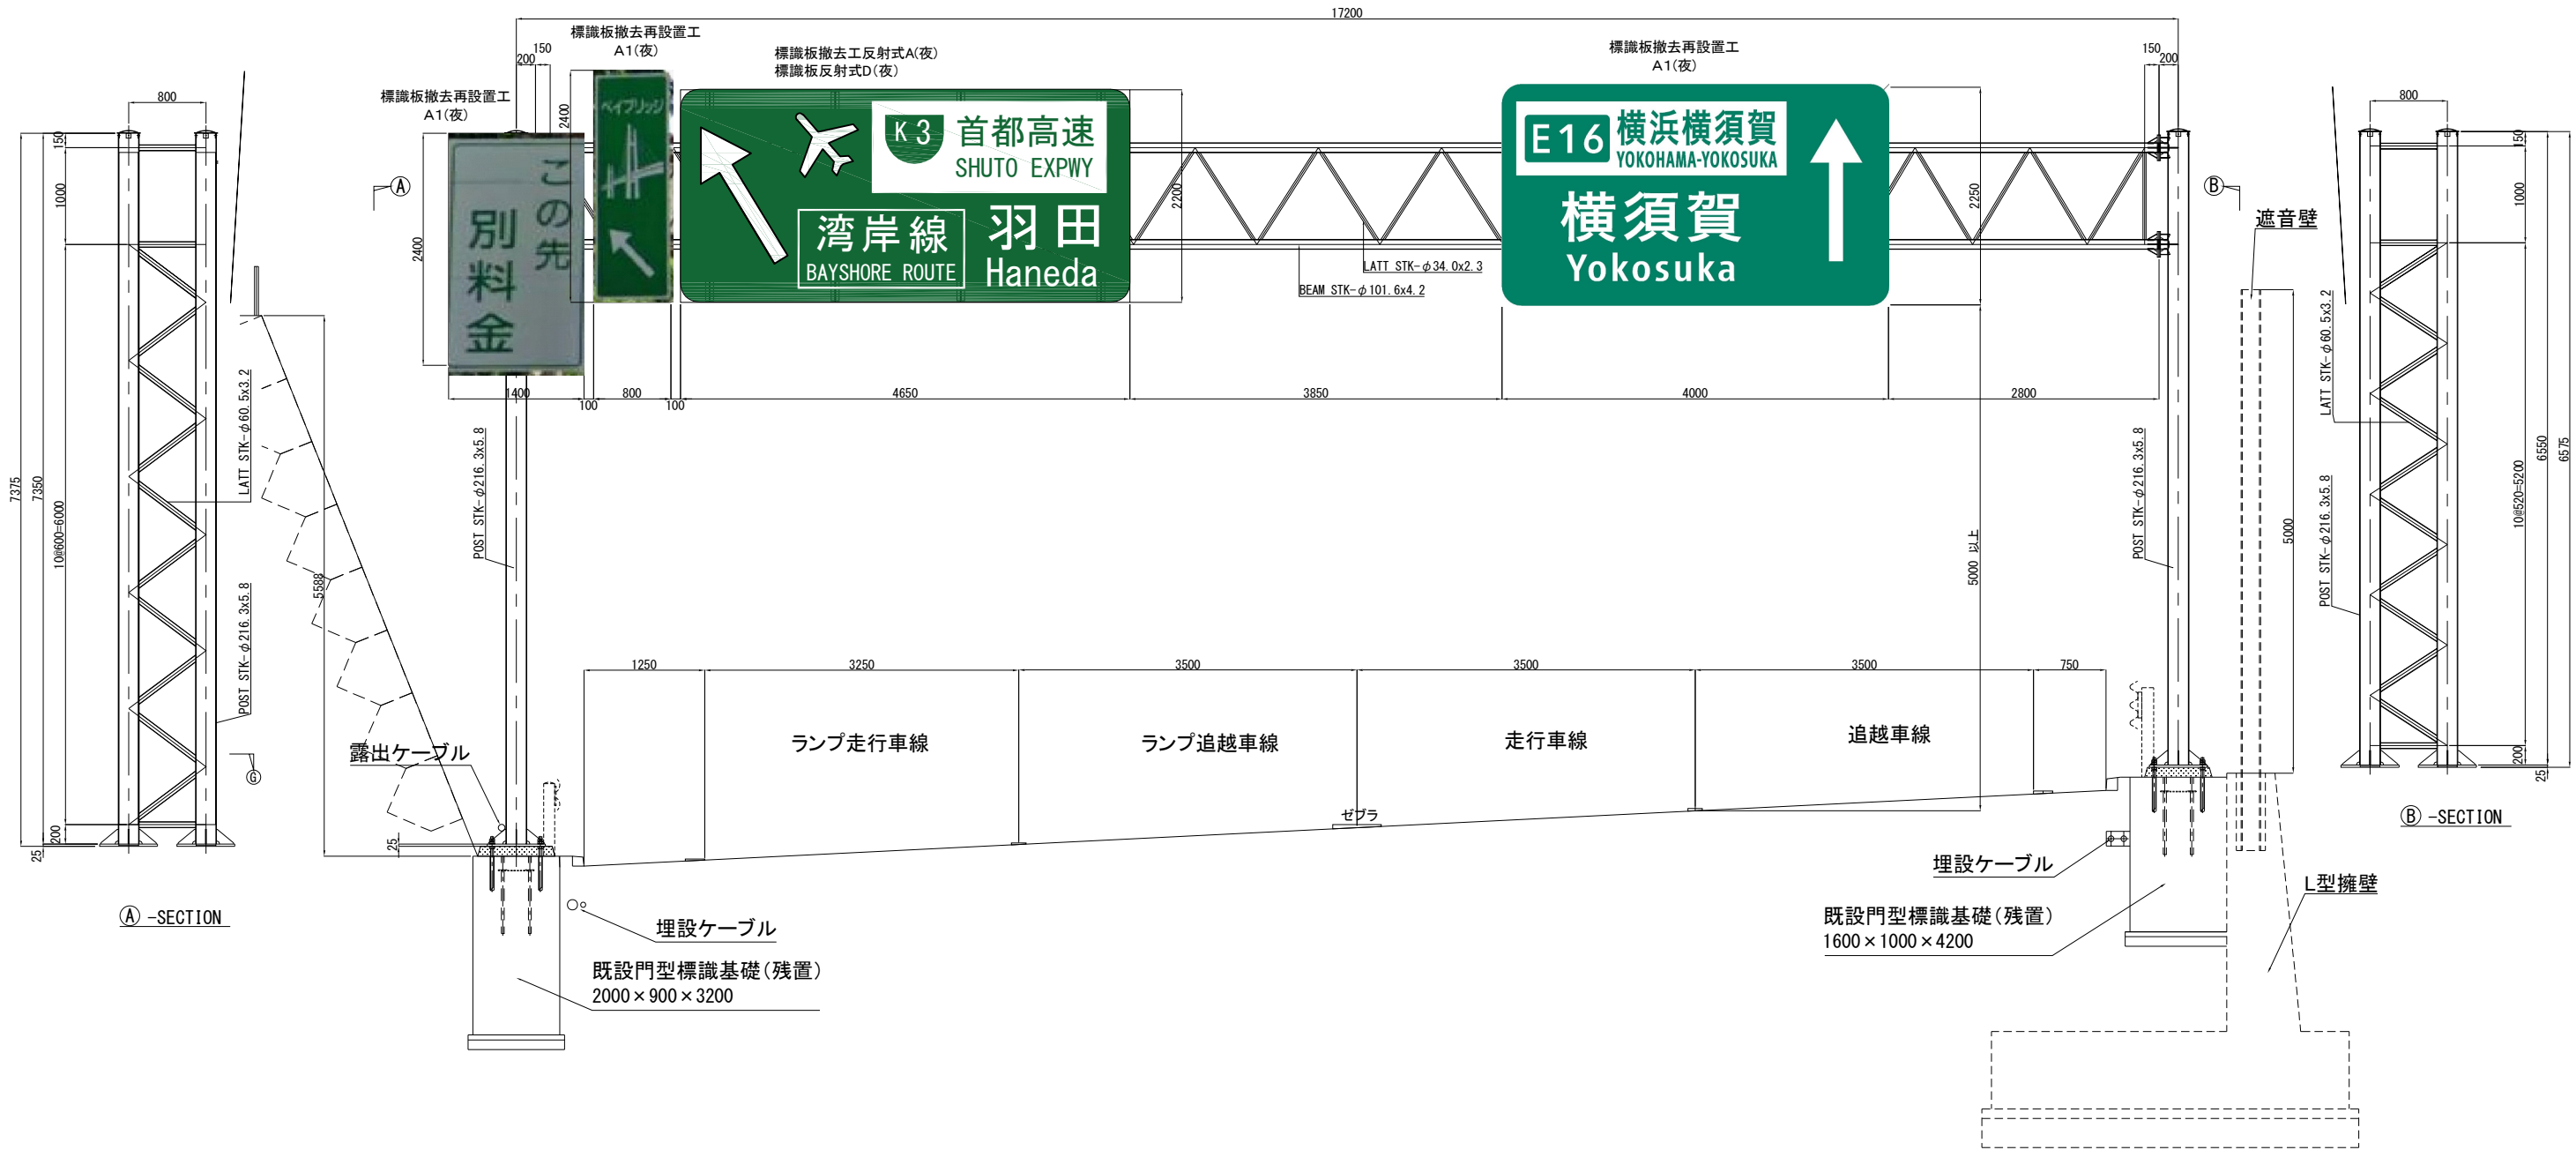 17200
標識板撤去再設置工
A1(夜)
150
200
標識板撤去工反射式A(夜)
標識板反射式D(夜)
標識板撤去再設置工
A1(夜)
150
200
標識板撤去再設置工
A1(夜)
800
150
1000
10@600=6000
7350
7375
200
25
LATT STK-φ60.5x3.2
POST STK-φ216.3x5.8
G
A -SECTION
A
2400
2400
この先
別料金
ベイブリッジ
K3
首都高速
SHUTO EXPWY
湾岸線
BAYSHORE ROUTE
羽田
Haneda
2200
LATT STK-φ34.0x2.3
BEAM STK-φ101.6x4.2
E16
横浜横須賀
YOKOHAMA-YOKOSUKA
横須賀
Yokosuka
2250
B
遮音壁
1400
100
800
100
4650
3850
4000
2800
5588
POST STK-φ216.3x5.8
5000 以上
POST STK-φ216.3x5.8
5000
1250
3250
3500
3500
3500
750
ランプ走行車線
ランプ追越車線
走行車線
追越車線
ゼブラ
露出ケーブル
25
埋設ケーブル
既設門型標識基礎(残置)
2000×900×3200
埋設ケーブル
既設門型標識基礎(残置)
1600×1000×4200
L型擁壁
800
150
1000
10@520=5200
6550
6575
200
25
LATT STK-φ60.5x3.2
POST STK-φ216.3x5.8
B -SECTION